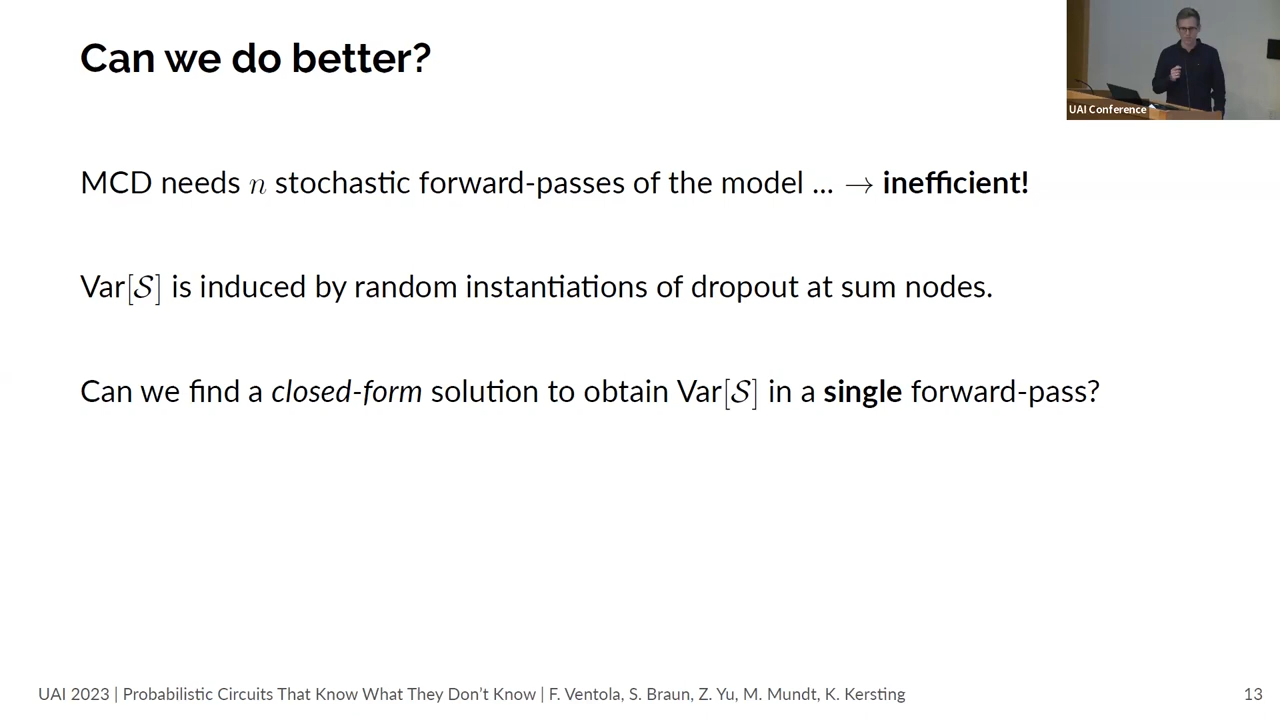 Can we do better?
UAI Conference
MCD needs n stochastic forward-passes of the model ... → inefficient!
Var[𝒮] is induced by random instantiations of dropout at sum nodes.
Can we find a closed-form solution to obtain Var[𝒮] in a single forward-pass?
UAI 2023 | Probabilistic Circuits That Know What They Don't Know | F. Ventola, S. Braun, Z. Yu, M. Mundt, K. Kersting
13